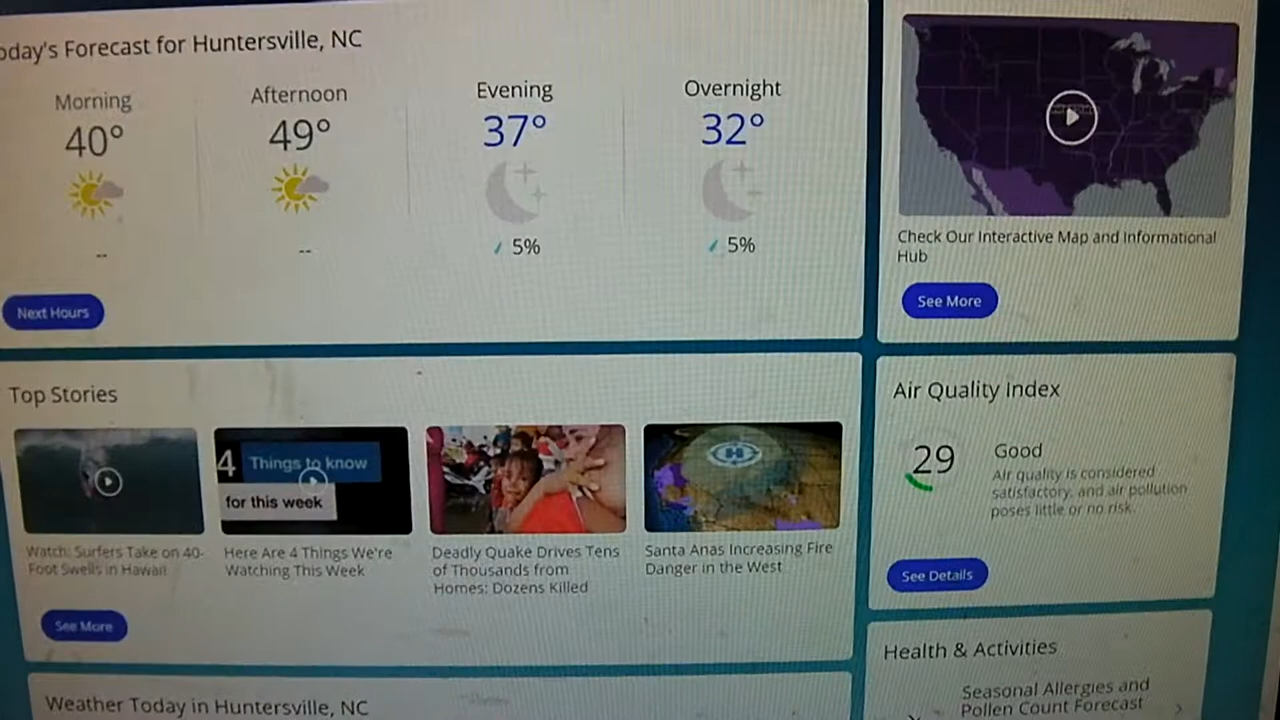 oday's Forecast for Huntersville, NC
Morning
40°
--
Afternoon
49°
--
Evening
37°
5%
Overnight
32°
5%
Next Hours
Check Our Interactive Map and Informational
Hub
See More
Top Stories
Watch: Surfers Take on 40-
Foot Swells in Hawaii
4 Things to know
for this week
Here Are 4 Things We're
Watching This Week
Deadly Quake Drives Tens
of Thousands from
Homes; Dozens Killed
H
Santa Anas Increasing Fire
Danger in the West
See More
Air Quality Index
29
Good
Air quality is considered
satisfactory, and air pollution
poses little or no risk.
See Details
Health & Activities
Seasonal Allergies and
Pollen Count Forecast
Weather Today in Huntersville, NC